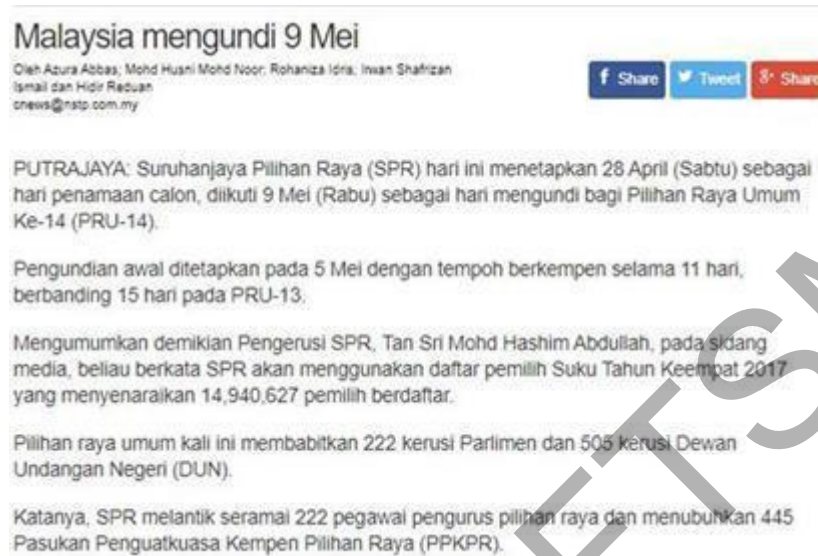 Malaysia mengundi 9 Mei
Oleh Azura Abbas; Mohd Husni Mohd Noor; Rohaniza Idris; Irwan Shafrizan
Ismail dan Hidir Reduan
cnews@nstp.com.my
f Share Tweet 8+ Share
PUTRAJAYA: Suruhanjaya Pilihan Raya (SPR) hari ini menetapkan 28 April (Sabtu) sebagai
hari penamaan calon, diikuti 9 Mei (Rabu) sebagai hari mengundi bagi Pilihan Raya Umum
Ke-14 (PRU-14).
Pengundian awal ditetapkan pada 5 Mei dengan tempoh berkempen selama 11 hari,
berbanding 15 hari pada PRU-13.
Mengumumkan demikian Pengerusi SPR, Tan Sri Mohd Hashim Abdullah, pada sidang
media, beliau berkata SPR akan menggunakan daftar pemilih Suku Tahun Keempat 2017
yang menyenaraikan 14,940,627 pemilih berdaftar.
Pilihan raya umum kali ini membabitkan 222 kerusi Parlimen dan 505 kerusi Dewan
Undangan Negeri (DUN).
Katanya, SPR melantik seramai 222 pegawai pengurus pilihan raya dan menubuhkan 445
Pasukan Penguatkuasa Kempen Pilihan Raya (PPKPR).